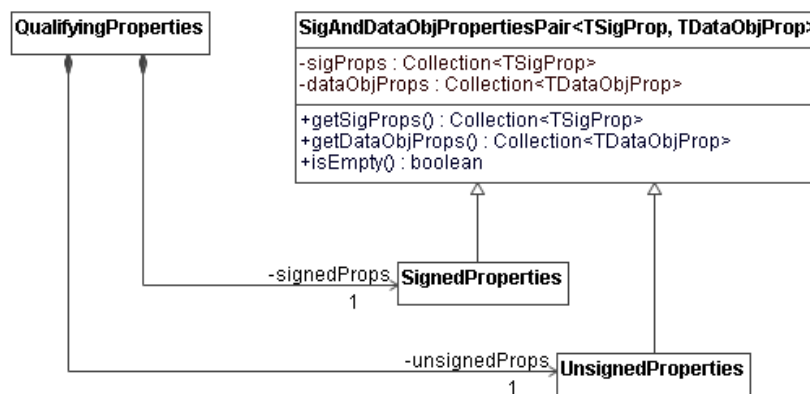 QualifyingProperties
SigAndDataObjPropertiesPair<TSigProp, TDataObjProp>
-sigProps : Collection<TSigProp>
-dataObjProps : Collection<TDataObjProp>
+getSigProps() : Collection<TSigProp>
+getDataObjProps() : Collection<TDataObjProp>
+isEmpty() : boolean
-signedProps
1
SignedProperties
-unsignedProps
1
UnsignedProperties